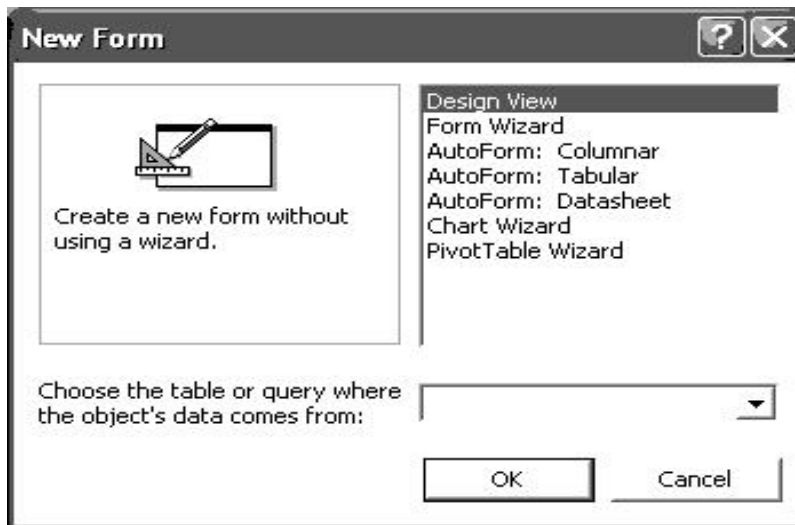 New Form
Design View
Form Wizard
AutoForm: Columnar
AutoForm: Tabular
AutoForm: Datasheet
Chart Wizard
PivotTable Wizard
Create a new form without
using a wizard.
Choose the table or query where
the object's data comes from:
OK
Cancel